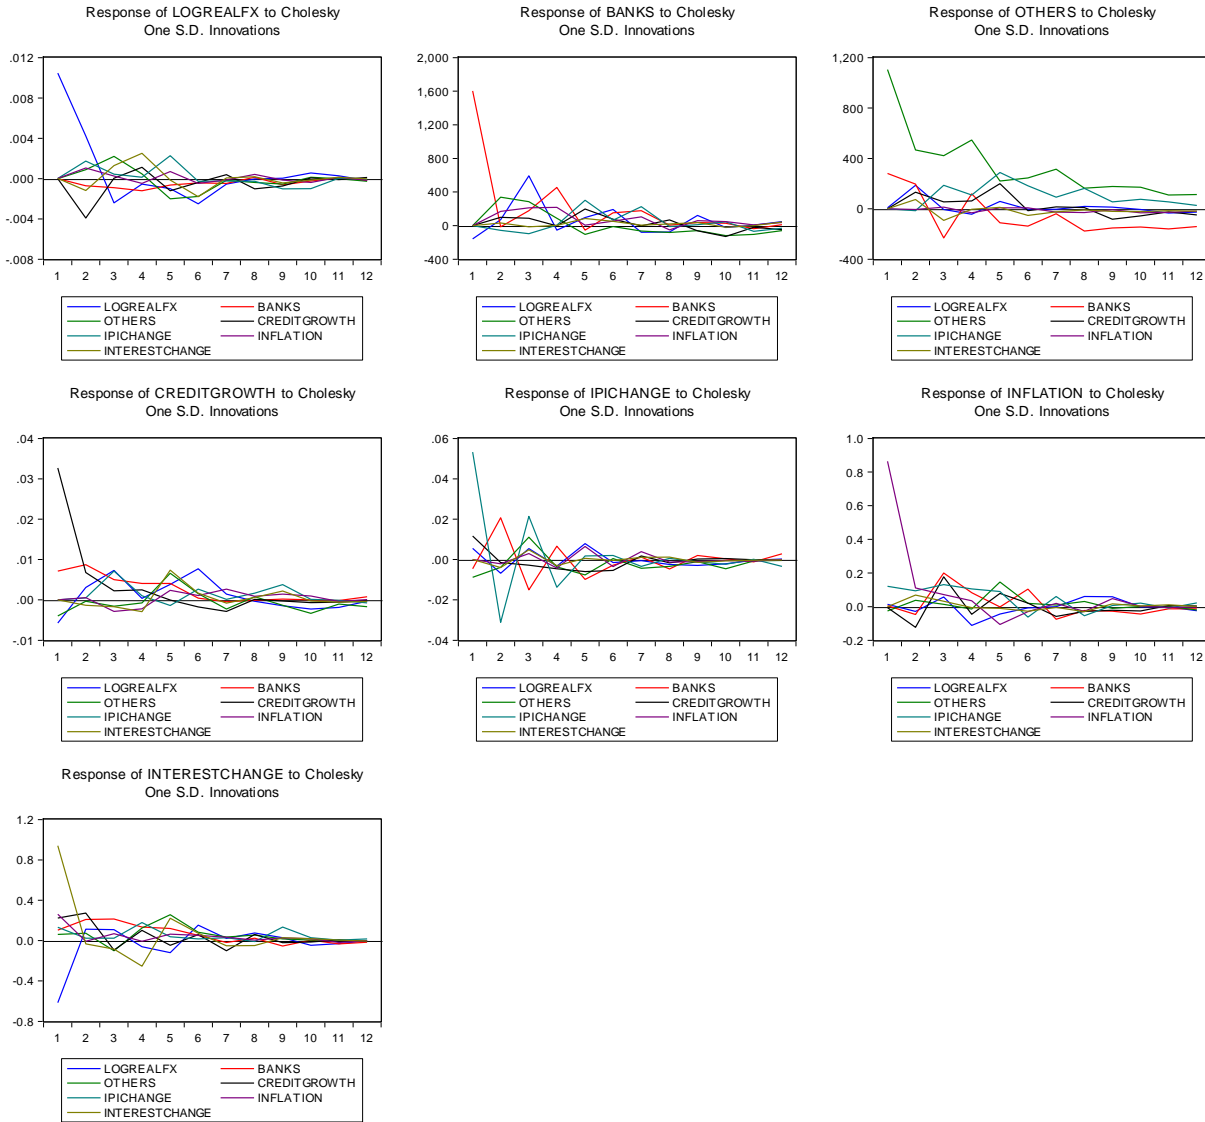 Response of LOGREALFX to Cholesky
One S.D. Innovations
.012
.008
.004
.000
-.004
-.008
1 2 3 4 5 6 7 8 9 10 11 12
LOGREALFX BANKS
OTHERS CREDITGROWTH
IPICHANGE INFLATION
INTERESTCHANGE
Response of BANKS to Cholesky
One S.D. Innovations
2,000
1,600
1,200
800
400
0
-400
1 2 3 4 5 6 7 8 9 10 11 12
LOGREALFX BANKS
OTHERS CREDITGROWTH
IPICHANGE INFLATION
INTERESTCHANGE
Response of OTHERS to Cholesky
One S.D. Innovations
1,200
800
400
0
-400
1 2 3 4 5 6 7 8 9 10 11 12
LOGREALFX BANKS
OTHERS CREDITGROWTH
IPICHANGE INFLATION
INTERESTCHANGE
Response of CREDITGROWTH to Cholesky
One S.D. Innovations
.04
.03
.02
.01
.00
-.01
1 2 3 4 5 6 7 8 9 10 11 12
LOGREALFX BANKS
OTHERS CREDITGROWTH
IPICHANGE INFLATION
INTERESTCHANGE
Response of IPICHANGE to Cholesky
One S.D. Innovations
.06
.04
.02
.00
-.02
-.04
1 2 3 4 5 6 7 8 9 10 11 12
LOGREALFX BANKS
OTHERS CREDITGROWTH
IPICHANGE INFLATION
INTERESTCHANGE
Response of INFLATION to Cholesky
One S.D. Innovations
1.0
0.8
0.6
0.4
0.2
0.0
-0.2
1 2 3 4 5 6 7 8 9 10 11 12
LOGREALFX BANKS
OTHERS CREDITGROWTH
IPICHANGE INFLATION
INTERESTCHANGE
Response of INTERESTCHANGE to Cholesky
One S.D. Innovations
1.2
0.8
0.4
0.0
-0.4
-0.8
1 2 3 4 5 6 7 8 9 10 11 12
LOGREALFX BANKS
OTHERS CREDITGROWTH
IPICHANGE INFLATION
INTERESTCHANGE